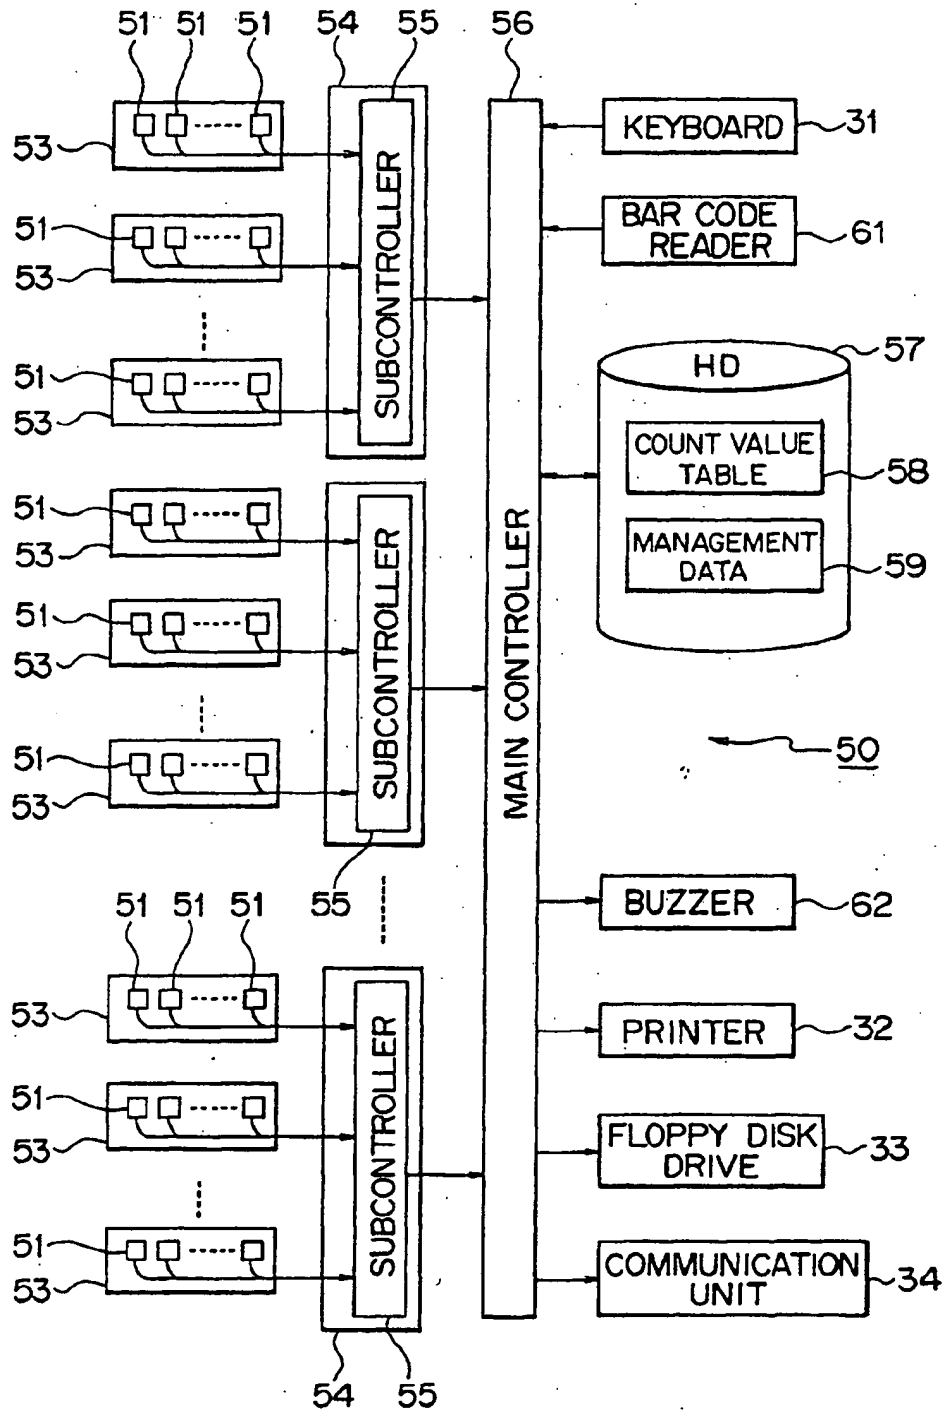 51 51 51 54 55 56
53
SUBCONTROLLER
KEYBOARD 31
BAR CODE
READER 61
51
53
51
53
HD 57
COUNT VALUE
TABLE 58
MANAGEMENT
DATA 59
MAIN CONTROLLER
51
53
SUBCONTROLLER
51
53
51
53
50
55
BUZZER 62
51 51 51
53
SUBCONTROLLER
PRINTER 32
51
53
FLOPPY DISK
DRIVE 33
51
53
COMMUNICATION
UNIT 34
54 55